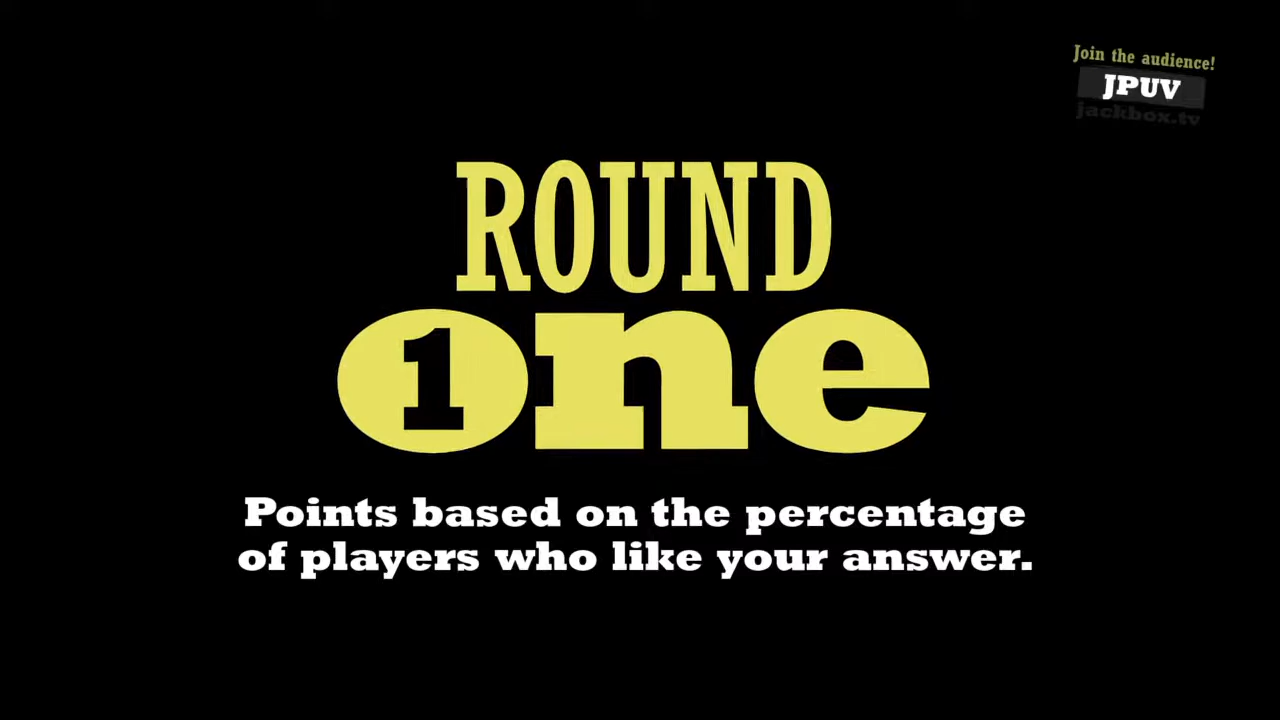 Join the audience!
JPUV
jackbox.tv
ROUND
1 One
Points based on the percentage
of players who like your answer.